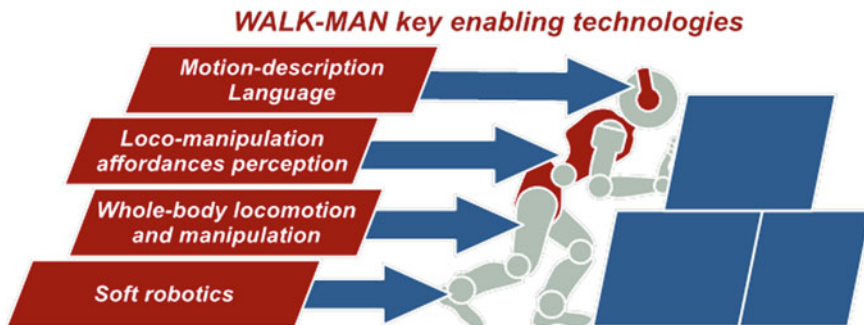 WALK-MAN key enabling technologies
Motion-description
Language
Loco-manipulation
affordances perception
Whole-body locomotion
and manipulation
Soft robotics